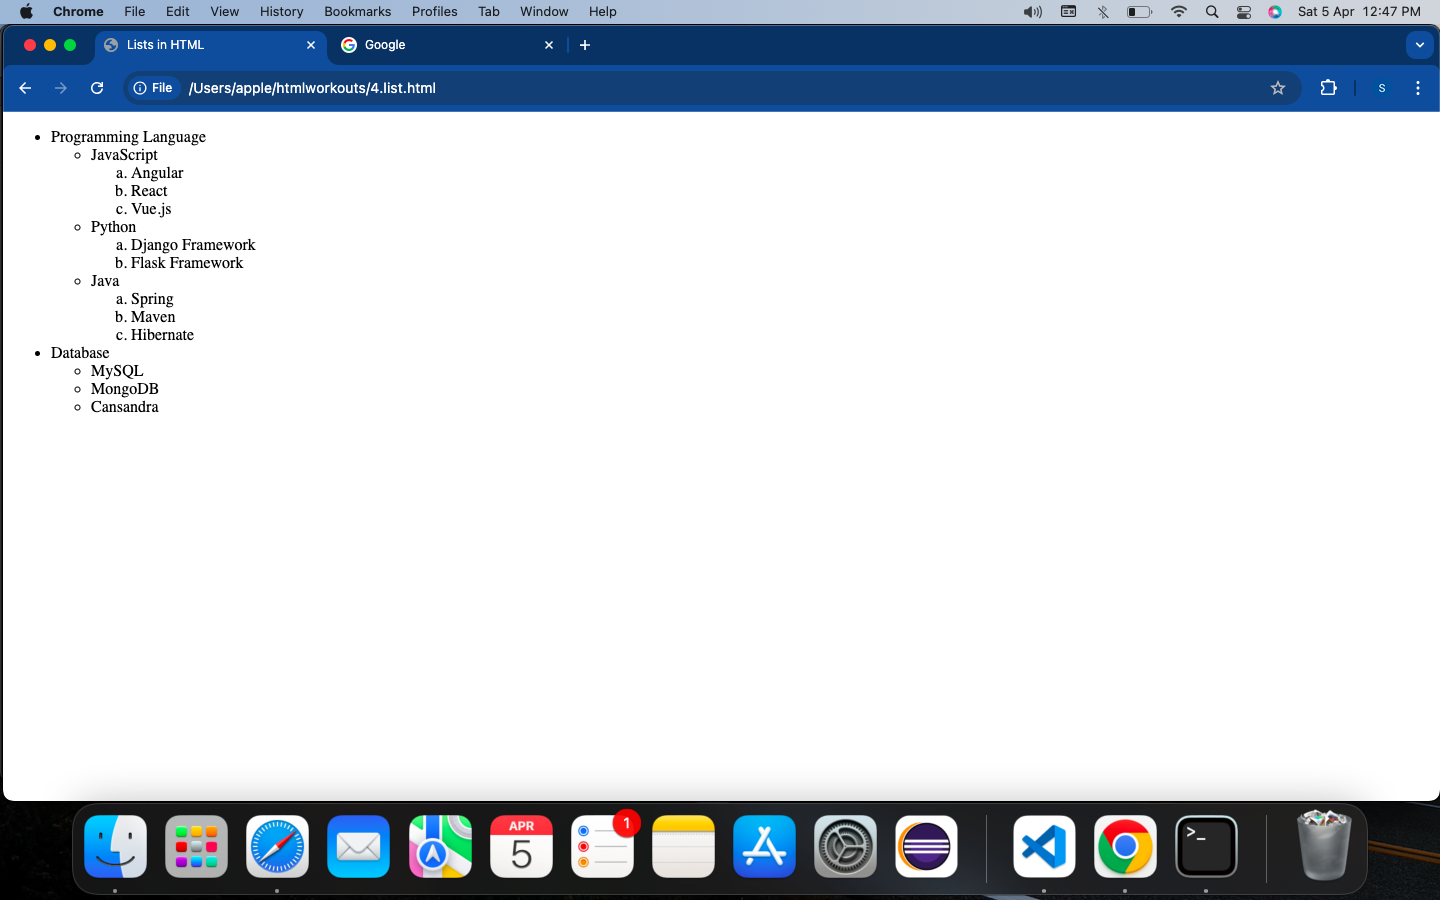 Chrome File Edit View History Bookmarks Profiles Tab Window Help Sat 5 Apr 12:47 PM
Lists in HTML Google
File /Users/apple/htmlworkouts/4.list.html S
• Programming Language
◦ JavaScript
a. Angular
b. React
c. Vue.js
◦ Python
a. Django Framework
b. Flask Framework
◦ Java
a. Spring
b. Maven
c. Hibernate
• Database
◦ MySQL
◦ MongoDB
◦ Cansandra
APR
5
1
>_